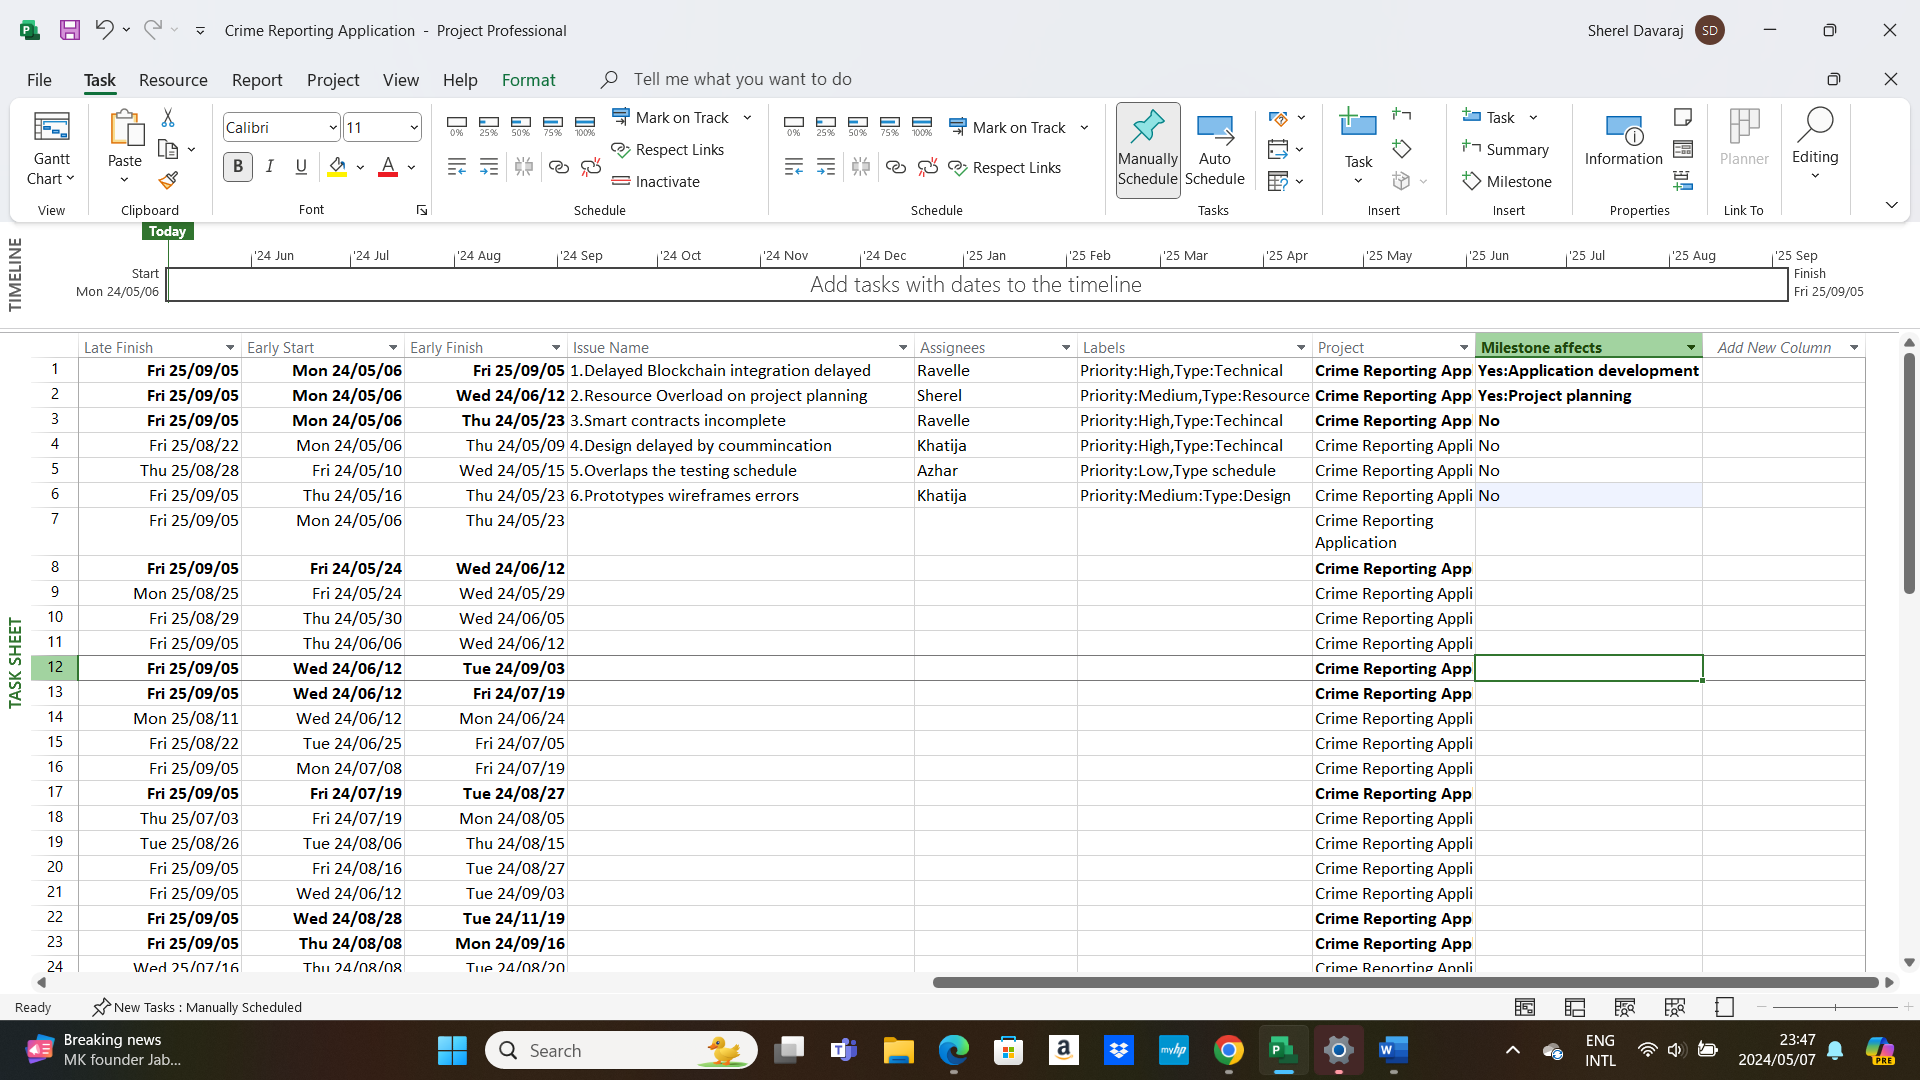 Crime Reporting Application - Project Professional
Sherel Davaraj
SD
File Task Resource Report Project View Help Format Tell me what you want to do
Gantt Chart
View
Paste
Clipboard
Calibri 11
B I U A
Font
0% 25% 50% 75% 100%
Mark on Track
Respect Links
Inactivate
Schedule
0% 25% 50% 75% 100%
Mark on Track
Respect Links
Schedule
Manually Schedule
Auto Schedule
Tasks
Task
Insert
Task
Summary
Milestone
Insert
Information
Properties
Planner
Link To
Editing
TIMELINE
Today
'24 Jun '24 Jul '24 Aug '24 Sep '24 Oct '24 Nov '24 Dec '25 Jan '25 Feb '25 Mar '25 Apr '25 May '25 Jun '25 Jul '25 Aug '25 Sep
Start
Mon 24/05/06
Add tasks with dates to the timeline
Finish
Fri 25/09/05
TASK SHEET
Late Finish Early Start Early Finish Issue Name Assignees Labels Project Milestone affects Add New Column
1 Fri 25/09/05 Mon 24/05/06 Fri 25/09/05 1.Delayed Blockchain integration delayed Ravelle Priority:High,Type:Technical Crime Reporting App Yes:Application development
2 Fri 25/09/05 Mon 24/05/06 Wed 24/06/12 2.Resource Overload on project planning Sherel Priority:Medium,Type:Resource Crime Reporting App Yes:Project planning
3 Fri 25/09/05 Mon 24/05/06 Thu 24/05/23 3.Smart contracts incomplete Ravelle Priority:High,Type:Techincal Crime Reporting App No
4 Fri 25/08/22 Mon 24/05/06 Thu 24/05/09 4.Design delayed by coummincation Khatija Priority:High,Type:Techincal Crime Reporting Appli No
5 Thu 25/08/28 Fri 24/05/10 Wed 24/05/15 5.Overlaps the testing schedule Azhar Priority:Low,Type schedule Crime Reporting Appli No
6 Fri 25/09/05 Thu 24/05/16 Thu 24/05/23 6.Prototypes wireframes errors Khatija Priority:Medium:Type:Design Crime Reporting Appli No
7 Fri 25/09/05 Mon 24/05/06 Thu 24/05/23 Crime Reporting
Application
8 Fri 25/09/05 Fri 24/05/24 Wed 24/06/12 Crime Reporting App
9 Mon 25/08/25 Fri 24/05/24 Wed 24/05/29 Crime Reporting Appli
10 Fri 25/08/29 Thu 24/05/30 Wed 24/06/05 Crime Reporting Appli
11 Fri 25/09/05 Thu 24/06/06 Wed 24/06/12 Crime Reporting Appli
12 Fri 25/09/05 Wed 24/06/12 Tue 24/09/03 Crime Reporting App
13 Fri 25/09/05 Wed 24/06/12 Fri 24/07/19 Crime Reporting App
14 Mon 25/08/11 Wed 24/06/12 Mon 24/06/24 Crime Reporting Appli
15 Fri 25/08/22 Tue 24/06/25 Fri 24/07/05 Crime Reporting Appli
16 Fri 25/09/05 Mon 24/07/08 Fri 24/07/19 Crime Reporting Appli
17 Fri 25/09/05 Fri 24/07/19 Tue 24/08/27 Crime Reporting App
18 Thu 25/07/03 Fri 24/07/19 Mon 24/08/05 Crime Reporting Appli
19 Tue 25/08/26 Tue 24/08/06 Thu 24/08/15 Crime Reporting Appli
20 Fri 25/09/05 Fri 24/08/16 Tue 24/08/27 Crime Reporting Appli
21 Fri 25/09/05 Wed 24/06/12 Tue 24/09/03 Crime Reporting Appli
22 Fri 25/09/05 Wed 24/08/28 Tue 24/11/19 Crime Reporting App
23 Fri 25/09/05 Thu 24/08/08 Mon 24/09/16 Crime Reporting App
24 Wed 25/07/16 Thu 24/08/08 Tue 24/08/20 Crime Reporting Appli
Ready New Tasks : Manually Scheduled
Breaking news
MK founder Jab...
Search
myhp
ENG
INTL
23:47
2024/05/07
PRE